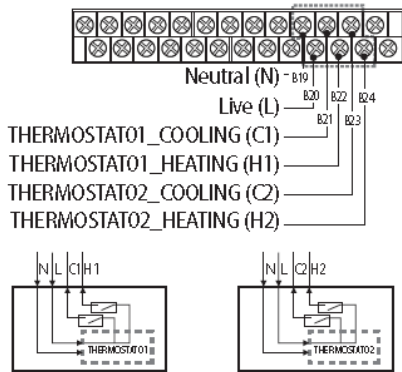 Neutral (N) B19
B20 B22 B24
Live (L)
B21 B23
THERMOSTAT01_COOLING (C1)
THERMOSTAT01_HEATING (H1)
THERMOSTAT02_COOLING (C2)
THERMOSTAT02_HEATING (H2)
N L C1 H1
N L C2 H2
THERMOSTAT01
THERMOSTAT02